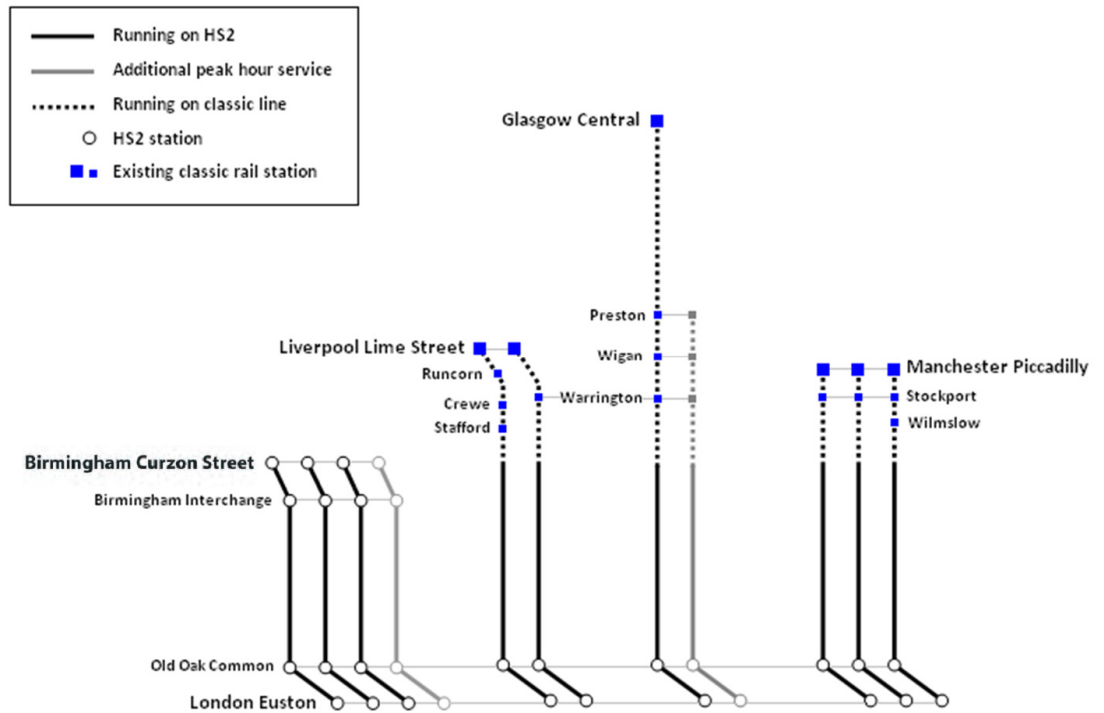 Running on HS2
Additional peak hour service
Running on classic line
HS2 station
Existing classic rail station
Glasgow Central
Preston
Wigan
Warrington
Liverpool Lime Street
Runcorn
Crewe
Stafford
Manchester Piccadilly
Stockport
Wilmslow
Birmingham Curzon Street
Birmingham Interchange
Old Oak Common
London Euston